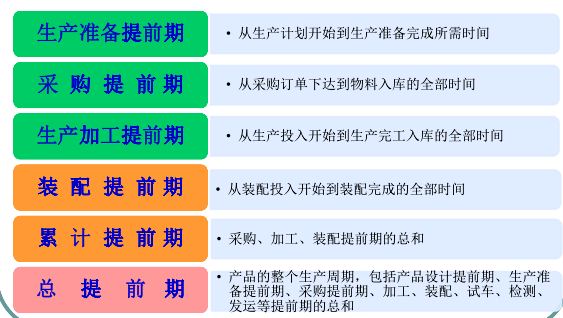 生产准备提前期
• 从生产计划开始到生产准备完成所需时间
采 购 提 前 期
• 从采购订单下达到物料入库的全部时间
生产加工提前期
• 从生产投入开始到生产完工入库的全部时间
装 配 提 前 期
• 从装配投入开始到装配完成的全部时间
累 计 提 前 期
• 采购、加工、装配提前期的总和
总 提 前 期
• 产品的整个生产周期，包括产品设计提前期、生产准
备提前期、采购提前期、加工、装配、试车、检测、
发运等提前期的总和